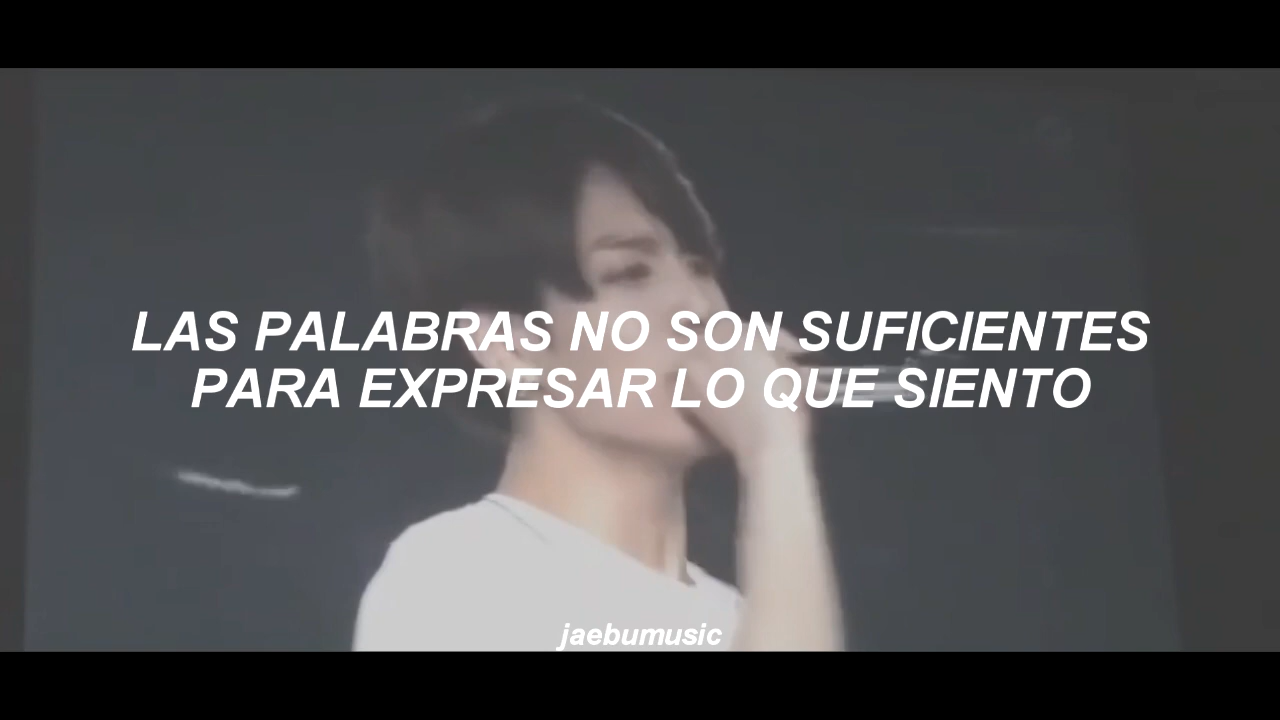 LAS PALABRAS NO SON SUFICIENTES
PARA EXPRESAR LO QUE SIENTO
jaebumusic